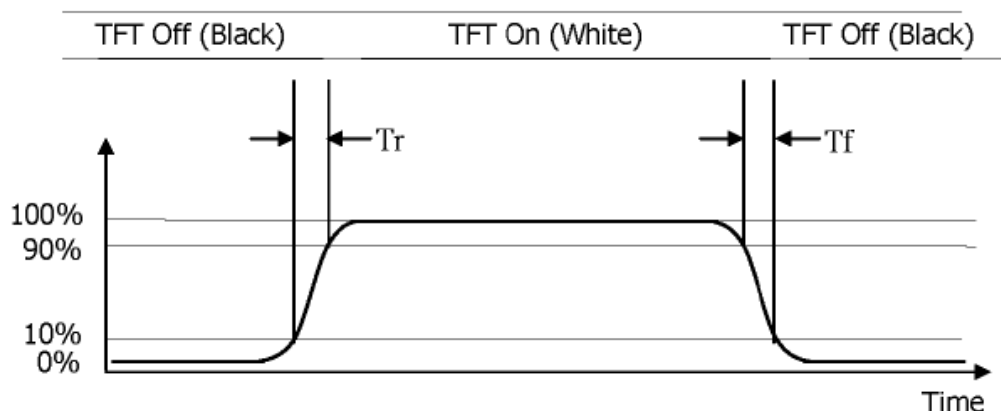 TFT Off (Black) TFT On (White) TFT Off (Black)
Tr Tf
100%
90%
10%
0%
Time